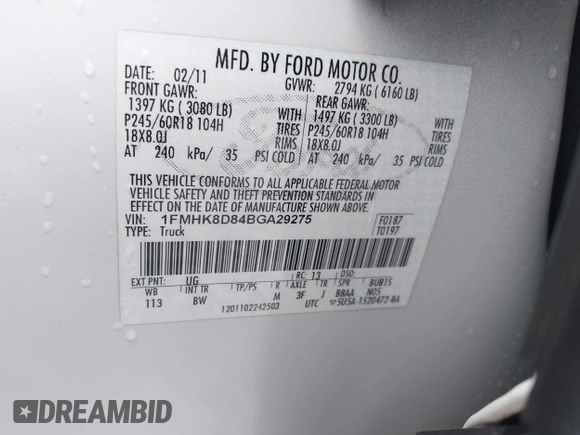 MFD. BY FORD MOTOR CO.
DATE: 02/11 GVWR: 2794 KG ( 6160 LB)
FRONT GAWR: REAR GAWR:
1397 KG ( 3080 LB) WITH 1497 KG ( 3300 LB) WITH
P245/60R18 104H TIRES P245/60R18 104H TIRES
18X8.0J RIMS 18X8.0J RIMS
AT 240 kPa/ 35 PSI COLD AT 240 kPa/ 35 PSI COLD
THIS VEHICLE CONFORMS TO ALL APPLICABLE FEDERAL MOTOR
VEHICLE SAFETY AND THEFT PREVENTION STANDARDS IN
EFFECT ON THE DATE OF MANUFACTURE SHOWN ABOVE.
VIN: 1FMHK8D84BGA29275 F0187
TYPE: Truck T0197
EXT PNT: UG RC: 13 DSO:
WB INT TR TP/PS R AXLE TR SPR BUB15
113 BW M 3F J BBAA N05
1201102242503 UTC ▽5U5A-1520472-BA
DREAMBID